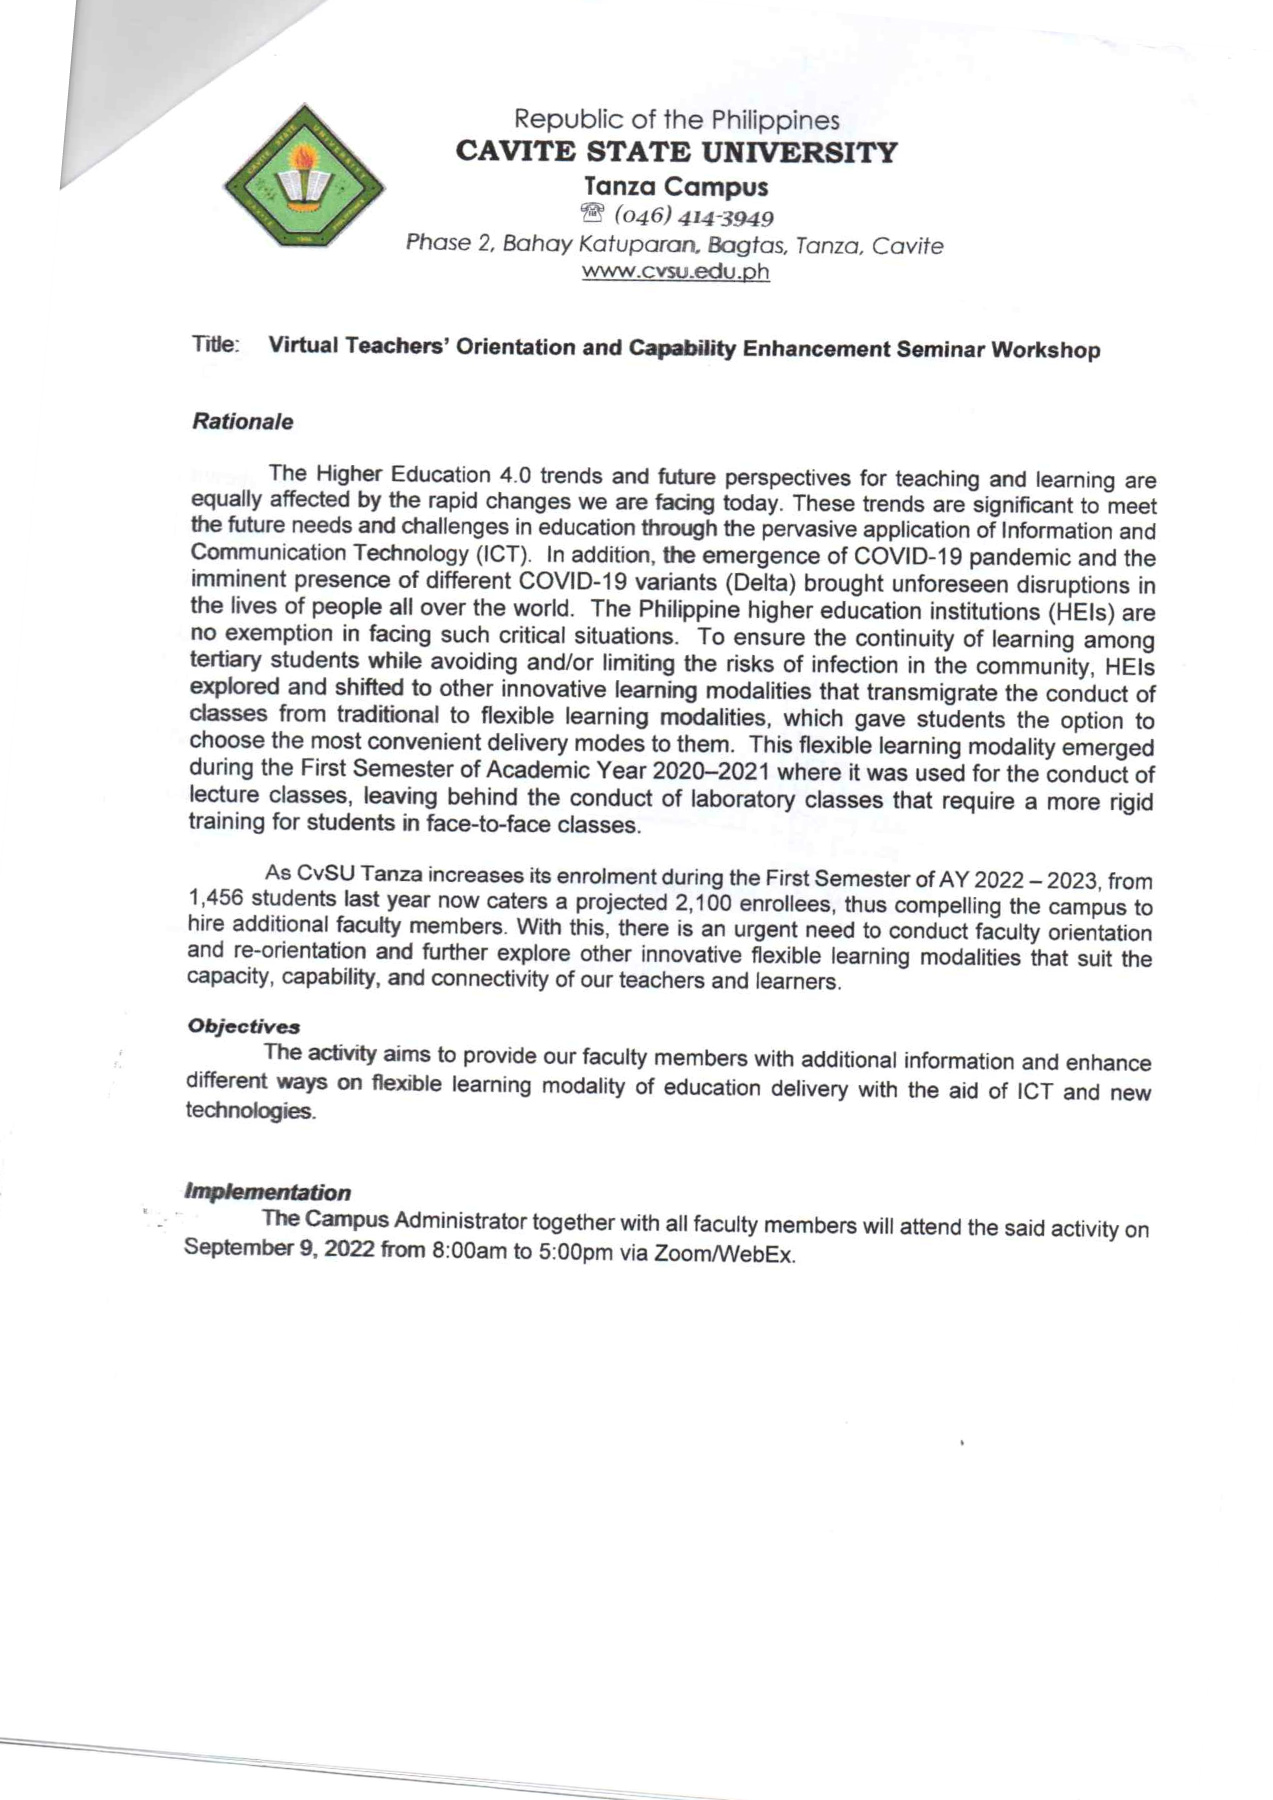 Republic of the Philippines
CAVITE STATE UNIVERSITY
Tanza Campus
☏ (046) 414-3949
Phase 2, Bahay Katuparan, Bagtas, Tanza, Cavite
www.cvsu.edu.ph
Title: Virtual Teachers' Orientation and Capability Enhancement Seminar Workshop
Rationale
The Higher Education 4.0 trends and future perspectives for teaching and learning are
equally affected by the rapid changes we are facing today. These trends are significant to meet
the future needs and challenges in education through the pervasive application of Information and
Communication Technology (ICT). In addition, the emergence of COVID-19 pandemic and the
imminent presence of different COVID-19 variants (Delta) brought unforeseen disruptions in
the lives of people all over the world. The Philippine higher education institutions (HEIs) are
no exemption in facing such critical situations. To ensure the continuity of learning among
tertiary students while avoiding and/or limiting the risks of infection in the community, HEIs
explored and shifted to other innovative learning modalities that transmigrate the conduct of
classes from traditional to flexible learning modalities, which gave students the option to
choose the most convenient delivery modes to them. This flexible learning modality emerged
during the First Semester of Academic Year 2020–2021 where it was used for the conduct of
lecture classes, leaving behind the conduct of laboratory classes that require a more rigid
training for students in face-to-face classes.
As CvSU Tanza increases its enrolment during the First Semester of AY 2022 – 2023, from
1,456 students last year now caters a projected 2,100 enrollees, thus compelling the campus to
hire additional faculty members. With this, there is an urgent need to conduct faculty orientation
and re-orientation and further explore other innovative flexible learning modalities that suit the
capacity, capability, and connectivity of our teachers and learners.
Objectives
The activity aims to provide our faculty members with additional information and enhance
different ways on flexible learning modality of education delivery with the aid of ICT and new
technologies.
Implementation
The Campus Administrator together with all faculty members will attend the said activity on
September 9, 2022 from 8:00am to 5:00pm via Zoom/WebEx.